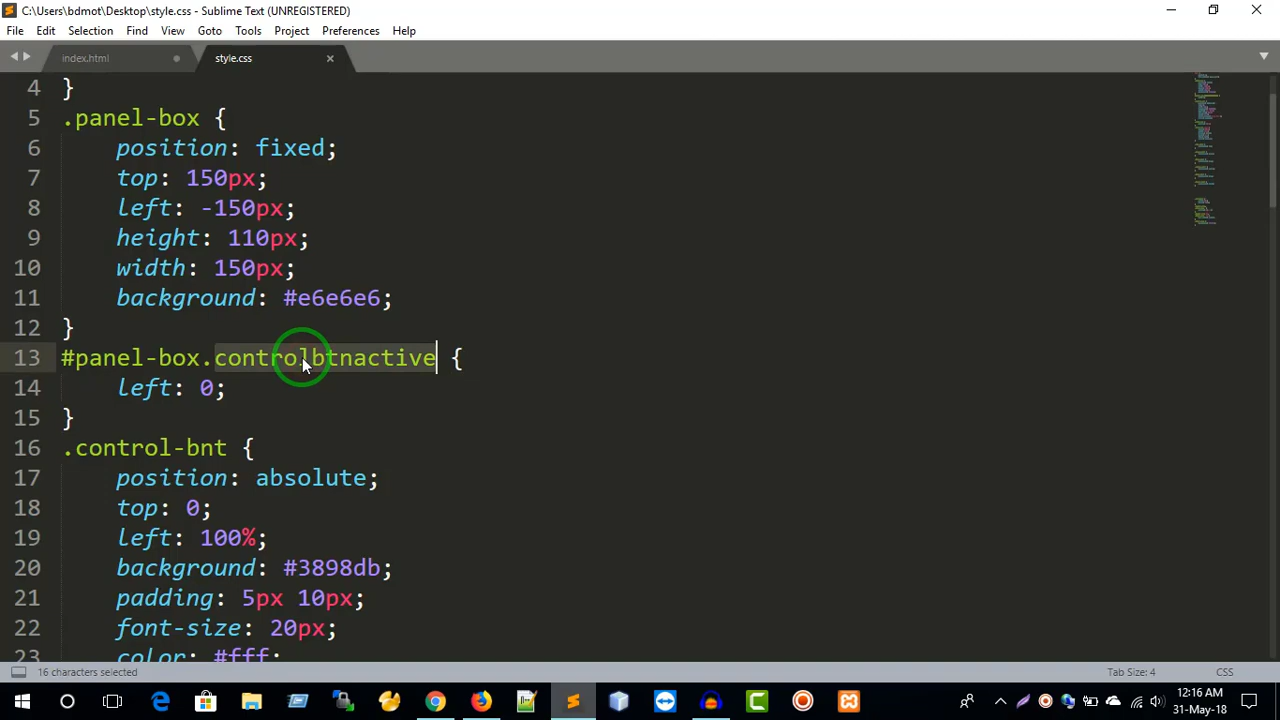 C:\Users\bdmot\Desktop\style.css - Sublime Text (UNREGISTERED)
File Edit Selection Find View Goto Tools Project Preferences Help
index.html style.css
4 }
5 .panel-box {
6 position: fixed;
7 top: 150px;
8 left: -150px;
9 height: 110px;
10 width: 150px;
11 background: #e6e6e6;
12 }
13 #panel-box.controlbtnactive {
14 left: 0;
15 }
16 .control-bnt {
17 position: absolute;
18 top: 0;
19 left: 100%;
20 background: #3898db;
21 padding: 5px 10px;
22 font-size: 20px;
23 color: #fff;
16 characters selected Tab Size: 4 CSS
12:16 AM
31-May-18